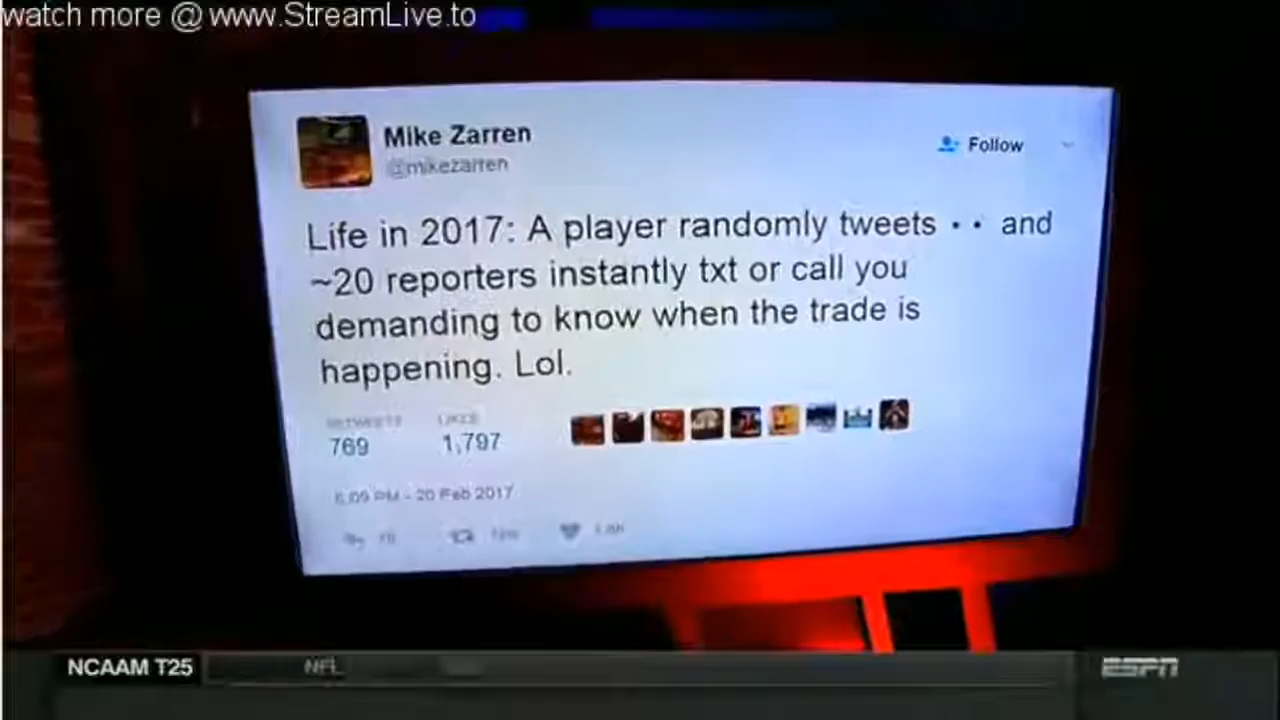 watch more @ www.StreamLive.to
Mike Zarren
@mikezarren
Follow
Life in 2017: A player randomly tweets • • and
~20 reporters instantly txt or call you
demanding to know when the trade is
happening. Lol.
RETWEETS LIKES
769 1,797
20 Feb 2017
NCAAM T25 NFL ESPN